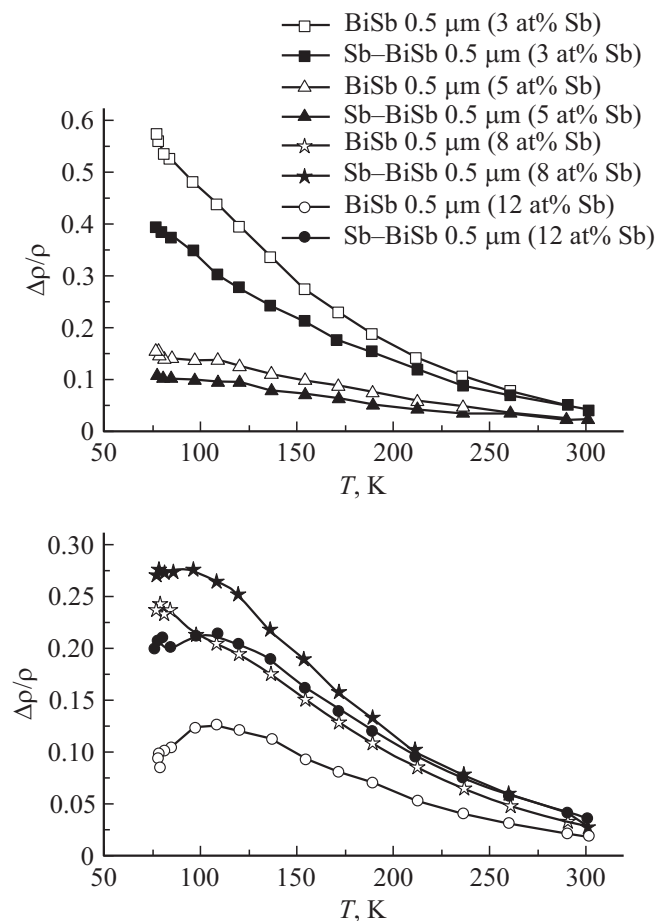 BiSb 0.5 μm (3 at% Sb)
Sb–BiSb 0.5 μm (3 at% Sb)
BiSb 0.5 μm (5 at% Sb)
Sb–BiSb 0.5 μm (5 at% Sb)
BiSb 0.5 μm (8 at% Sb)
Sb–BiSb 0.5 μm (8 at% Sb)
BiSb 0.5 μm (12 at% Sb)
Sb–BiSb 0.5 μm (12 at% Sb)
0.6
0.5
0.4
0.3
0.2
0.1
0
Δρ/ρ
50 100 150 200 250 300
T, K
0.30
0.25
0.20
0.15
0.10
0.05
0
Δρ/ρ
50 100 150 200 250 300
T, K